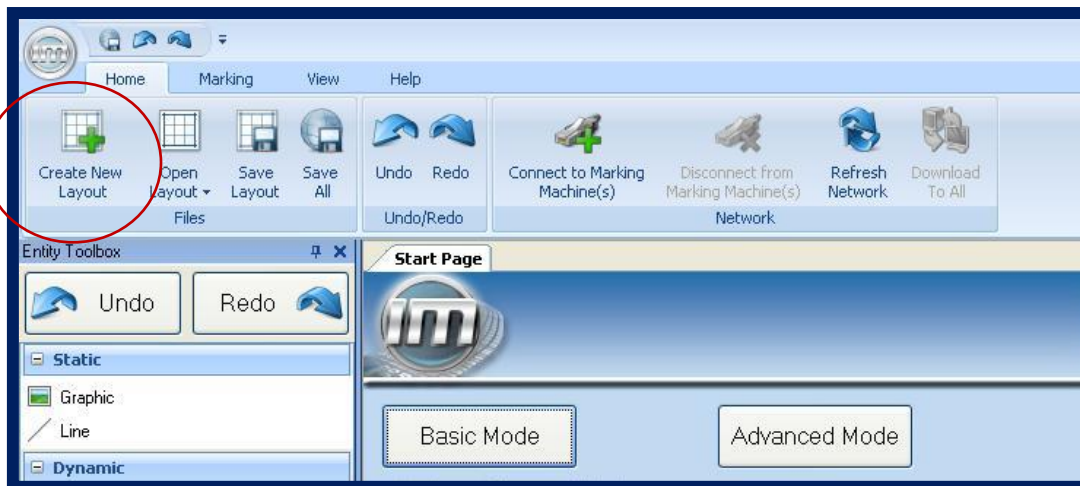 Home Marking View Help
Create New Layout
Open Layout
Save Layout
Save All
Undo
Redo
Connect to Marking Machine(s)
Disconnect from Marking Machine(s)
Refresh Network
Download To All
Files
Undo/Redo
Network
Entity Toolbox
Undo
Redo
Static
Graphic
Line
Dynamic
Start Page
im
Basic Mode
Advanced Mode